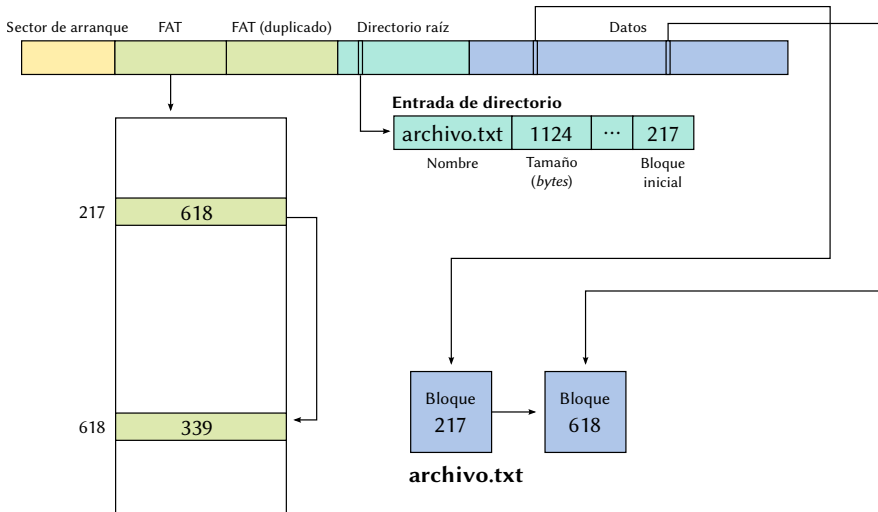 Sector de arranque
FAT
FAT (duplicado)
Directorio raíz
Datos
Entrada de directorio
archivo.txt
1124
...
217
Nombre
Tamaño
(bytes)
Bloque
inicial
217
618
618
339
Bloque
217
Bloque
618
archivo.txt